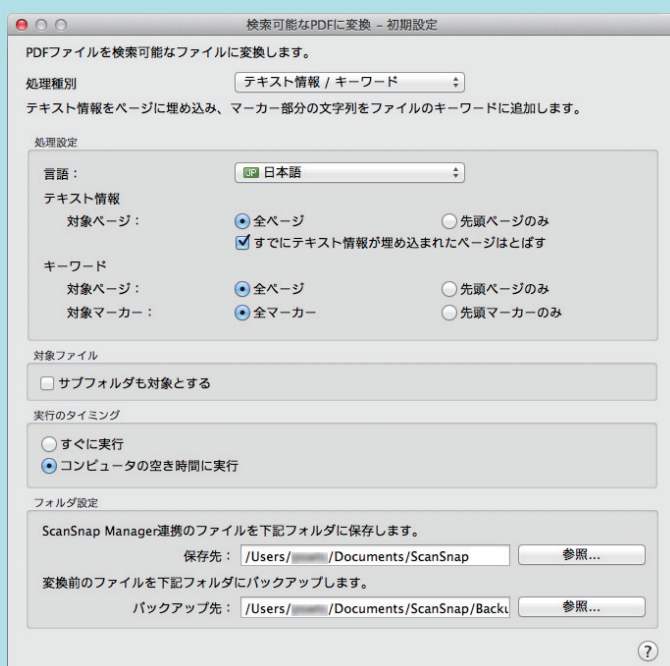 検索可能なPDFに変換 – 初期設定
PDFファイルを検索可能なファイルに変換します。
処理種別 テキスト情報 / キーワード
テキスト情報をページに埋め込み、マーカー部分の文字列をファイルのキーワードに追加します。
処理設定
言語： JP 日本語
テキスト情報
対象ページ： 全ページ 先頭ページのみ
すでにテキスト情報が埋め込まれたページはとばす
キーワード
対象ページ： 全ページ 先頭ページのみ
対象マーカー： 全マーカー 先頭マーカーのみ
対象ファイル
サブフォルダも対象とする
実行のタイミング
すぐに実行
コンピュータの空き時間に実行
フォルダ設定
ScanSnap Manager連携のファイルを下記フォルダに保存します。
保存先： /Users/ /Documents/ScanSnap 参照...
変換前のファイルを下記フォルダにバックアップします。
バックアップ先： /Users/ /Documents/ScanSnap/Backu 参照...
?